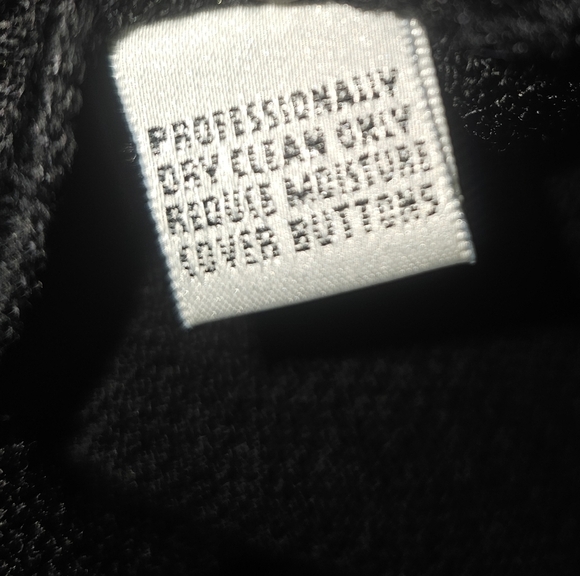 PROFESSIONALLY
DRY CLEAN ONLY
REDUCE MOISTURE
COVER BUTTONS